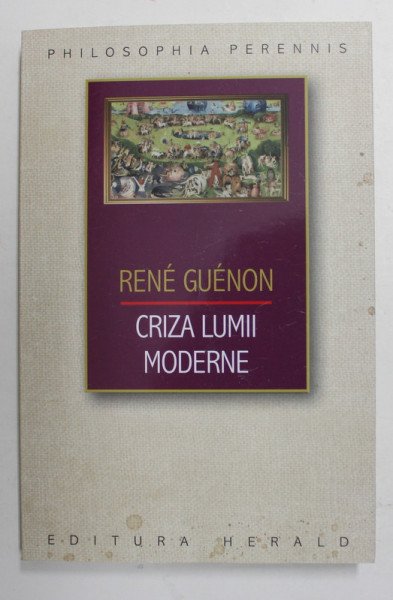 PHILOSOPHIA PERENNIS
RENÉ GUÉNON
CRIZA LUMII
MODERNE
EDITURA HERALD